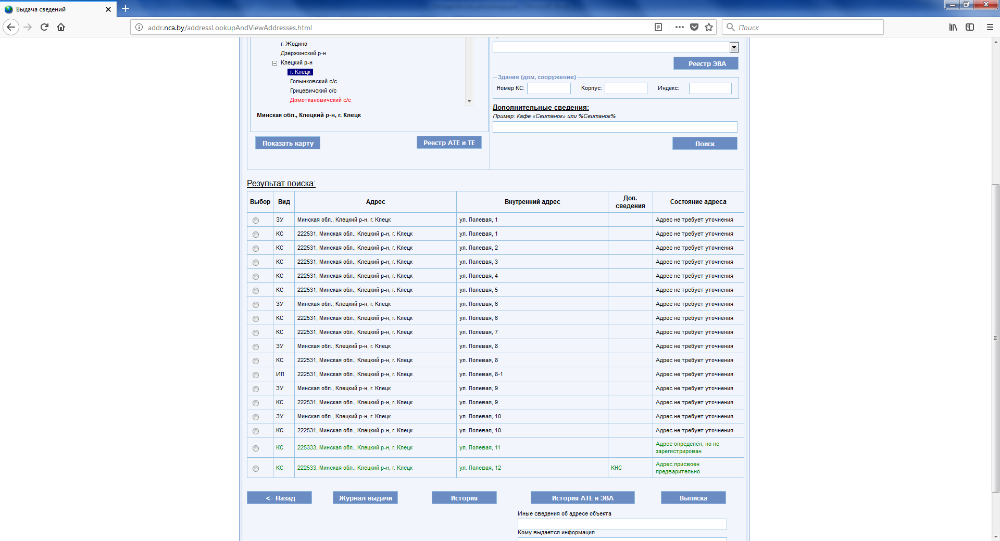 Выдача сведений
addr.nca.by/addressLookupAndViewAddresses.html
Поиск
г. Жодино
Дзержинский р-н
Клецкий р-н
г. Клецк
Голынковский с/с
Грицевичский с/с
Домоткановичский с/с
Минская обл., Клецкий р-н, г. Клецк
Показать карту
Реестр АТЕ и ТЕ
Реестр ЭВА
Здание (дом, сооружение)
Номер КС: Корпус: Индекс:
Дополнительные сведения:
Пример: Кафе «Свитанок» или %Свитанок%
Поиск
Результат поиска:
Выбор Вид Адрес Внутренний адрес Доп. сведения Состояние адреса
ЗУ Минская обл., Клецкий р-н, г. Клецк ул. Полевая, 1 Адрес не требует уточнения
КС 222531, Минская обл., Клецкий р-н, г. Клецк ул. Полевая, 1 Адрес не требует уточнения
КС 222531, Минская обл., Клецкий р-н, г. Клецк ул. Полевая, 2 Адрес не требует уточнения
КС 222531, Минская обл., Клецкий р-н, г. Клецк ул. Полевая, 3 Адрес не требует уточнения
КС 222531, Минская обл., Клецкий р-н, г. Клецк ул. Полевая, 4 Адрес не требует уточнения
КС 222531, Минская обл., Клецкий р-н, г. Клецк ул. Полевая, 5 Адрес не требует уточнения
ЗУ Минская обл., Клецкий р-н, г. Клецк ул. Полевая, 6 Адрес не требует уточнения
КС 222531, Минская обл., Клецкий р-н, г. Клецк ул. Полевая, 6 Адрес не требует уточнения
КС 222531, Минская обл., Клецкий р-н, г. Клецк ул. Полевая, 7 Адрес не требует уточнения
ЗУ Минская обл., Клецкий р-н, г. Клецк ул. Полевая, 8 Адрес не требует уточнения
КС 222531, Минская обл., Клецкий р-н, г. Клецк ул. Полевая, 8 Адрес не требует уточнения
ИП 222531, Минская обл., Клецкий р-н, г. Клецк ул. Полевая, 8-1 Адрес не требует уточнения
ЗУ Минская обл., Клецкий р-н, г. Клецк ул. Полевая, 9 Адрес не требует уточнения
КС 222531, Минская обл., Клецкий р-н, г. Клецк ул. Полевая, 9 Адрес не требует уточнения
ЗУ Минская обл., Клецкий р-н, г. Клецк ул. Полевая, 10 Адрес не требует уточнения
КС 222531, Минская обл., Клецкий р-н, г. Клецк ул. Полевая, 10 Адрес не требует уточнения
КС 225333, Минская обл., Клецкий р-н, г. Клецк ул. Полевая, 11 Адрес определён, но не зарегистрирован
КС 222533, Минская обл., Клецкий р-н, г. Клецк ул. Полевая, 12 КНС Адрес присвоен предварительно
<- Назад Журнал выдачи История История АТЕ и ЭВА Выписка
Иные сведения об адресе объекта
Кому выдается информация